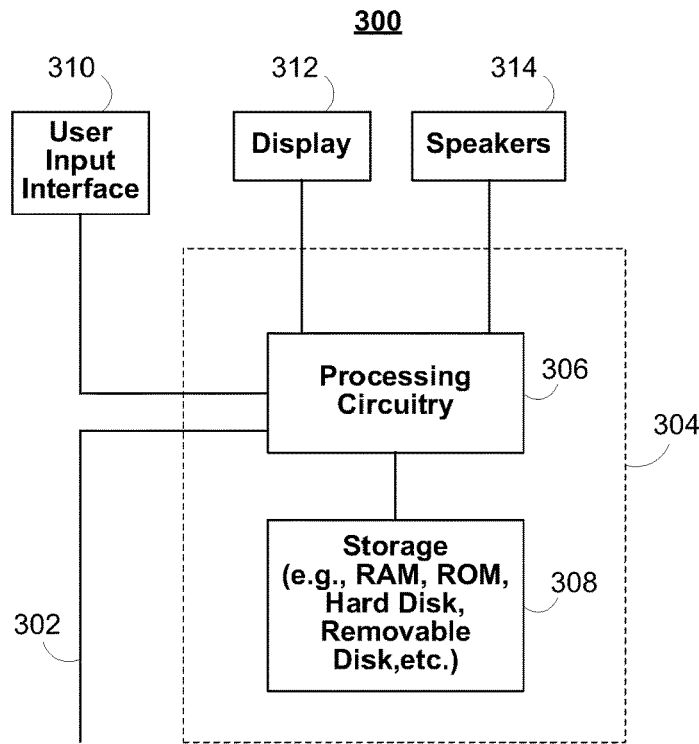 300
310
312
314
User
Input
Interface
Display
Speakers
Processing
Circuitry
306
304
Storage
(e.g., RAM, ROM,
Hard Disk,
Removable
Disk,etc.)
308
302